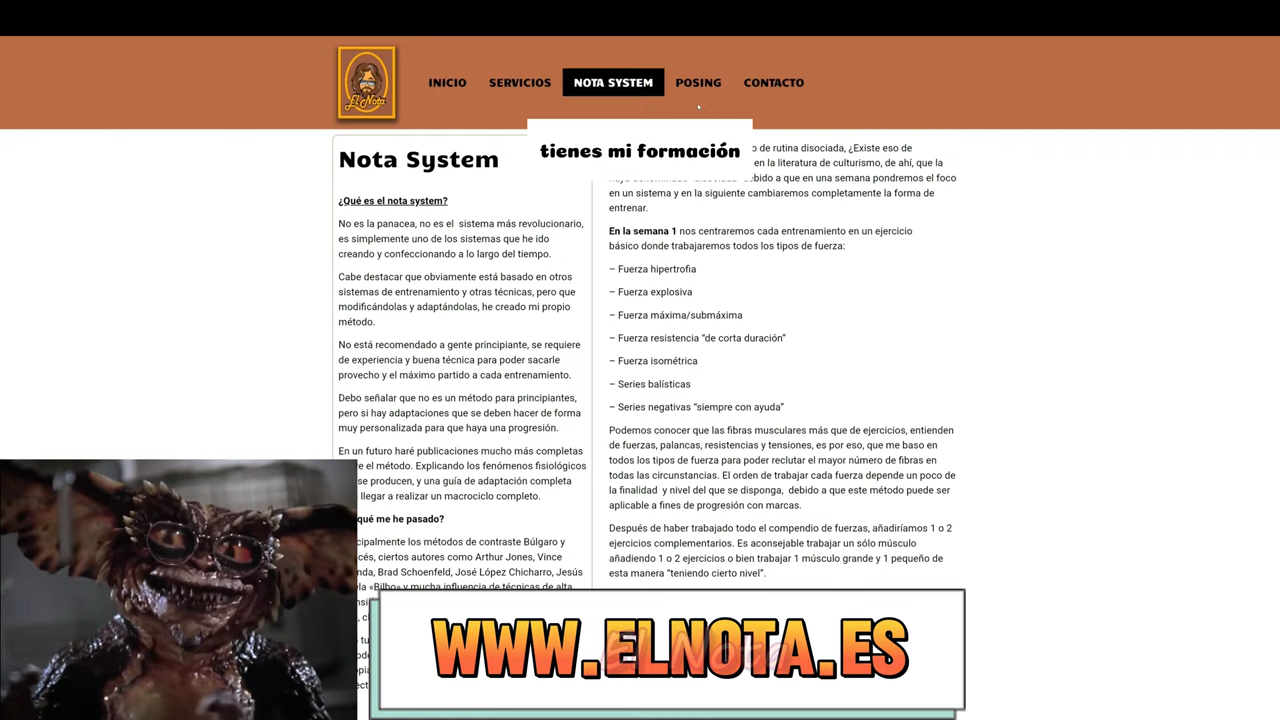 El Nota
INICIO
SERVICIOS
NOTA SYSTEM
POSING
CONTACTO
tienes mi formación
Nota System
¿Qué es el nota system?
No es la panacea, no es el sistema más revolucionario,
es simplemente uno de los sistemas que he ido
creando y confeccionando a lo largo del tiempo.
Cabe destacar que obviamente está basado en otros
sistemas de entrenamiento y otras técnicas, pero que
modificándolas y adaptándolas, he creado mi propio
método.
No está recomendado a gente principiante, se requiere
de experiencia y buena técnica para poder sacarle
provecho y el máximo partido a cada entrenamiento.
Debo señalar que no es un método para principiantes,
pero si hay adaptaciones que se deben hacer de forma
muy personalizada para que haya una progresión.
En un futuro haré publicaciones mucho más completas
el método. Explicando los fenómenos fisiológicos
se producen, y una guía de adaptación completa
llegar a realizar un macrociclo completo.
qué me he pasado?
los métodos de contraste Búlgaro y
ciertos autores como Arthur Jones, Vince
Brad Schoenfeld, José López Chicharro, Jesús
«Bilbo» y mucha influencia de técnicas de alta
o de rutina disociada, ¿Existe eso de
en la literatura de culturismo, de ahí, que la
debido a que en una semana pondremos el foco
en un sistema y en la siguiente cambiaremos completamente la forma de
entrenar.
En la semana 1 nos centraremos cada entrenamiento en un ejercicio
básico donde trabajaremos todos los tipos de fuerza:
– Fuerza hipertrofia
– Fuerza explosiva
– Fuerza máxima/submáxima
– Fuerza resistencia “de corta duración”
– Fuerza isométrica
– Series balísticas
– Series negativas “siempre con ayuda”
Podemos conocer que las fibras musculares más que de ejercicios, entienden
de fuerzas, palancas, resistencias y tensiones, es por eso, que me baso en
todos los tipos de fuerza para poder reclutar el mayor número de fibras en
todas las circunstancias. El orden de trabajar cada fuerza depende un poco de
la finalidad y nivel del que se disponga, debido a que este método puede ser
aplicable a fines de progresión con marcas.
Después de haber trabajado todo el compendio de fuerzas, añadiríamos 1 o 2
ejercicios complementarios. Es aconsejable trabajar un sólo músculo
añadiendo 1 o 2 ejercicios o bien trabajar 1 músculo grande y 1 pequeño de
esta manera “teniendo cierto nivel”.
WWW.ELNOTA.ES
El Nota